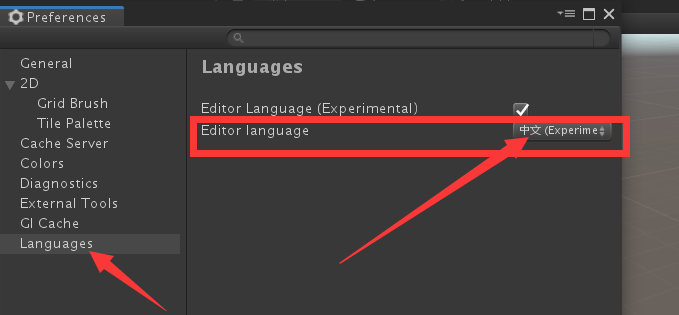 Preferences
General
Languages
2D
Grid Brush
Editor Language (Experimental)
Tile Palette
Editor language
中文 (Experime
Cache Server
Colors
Diagnostics
External Tools
GI Cache
Languages